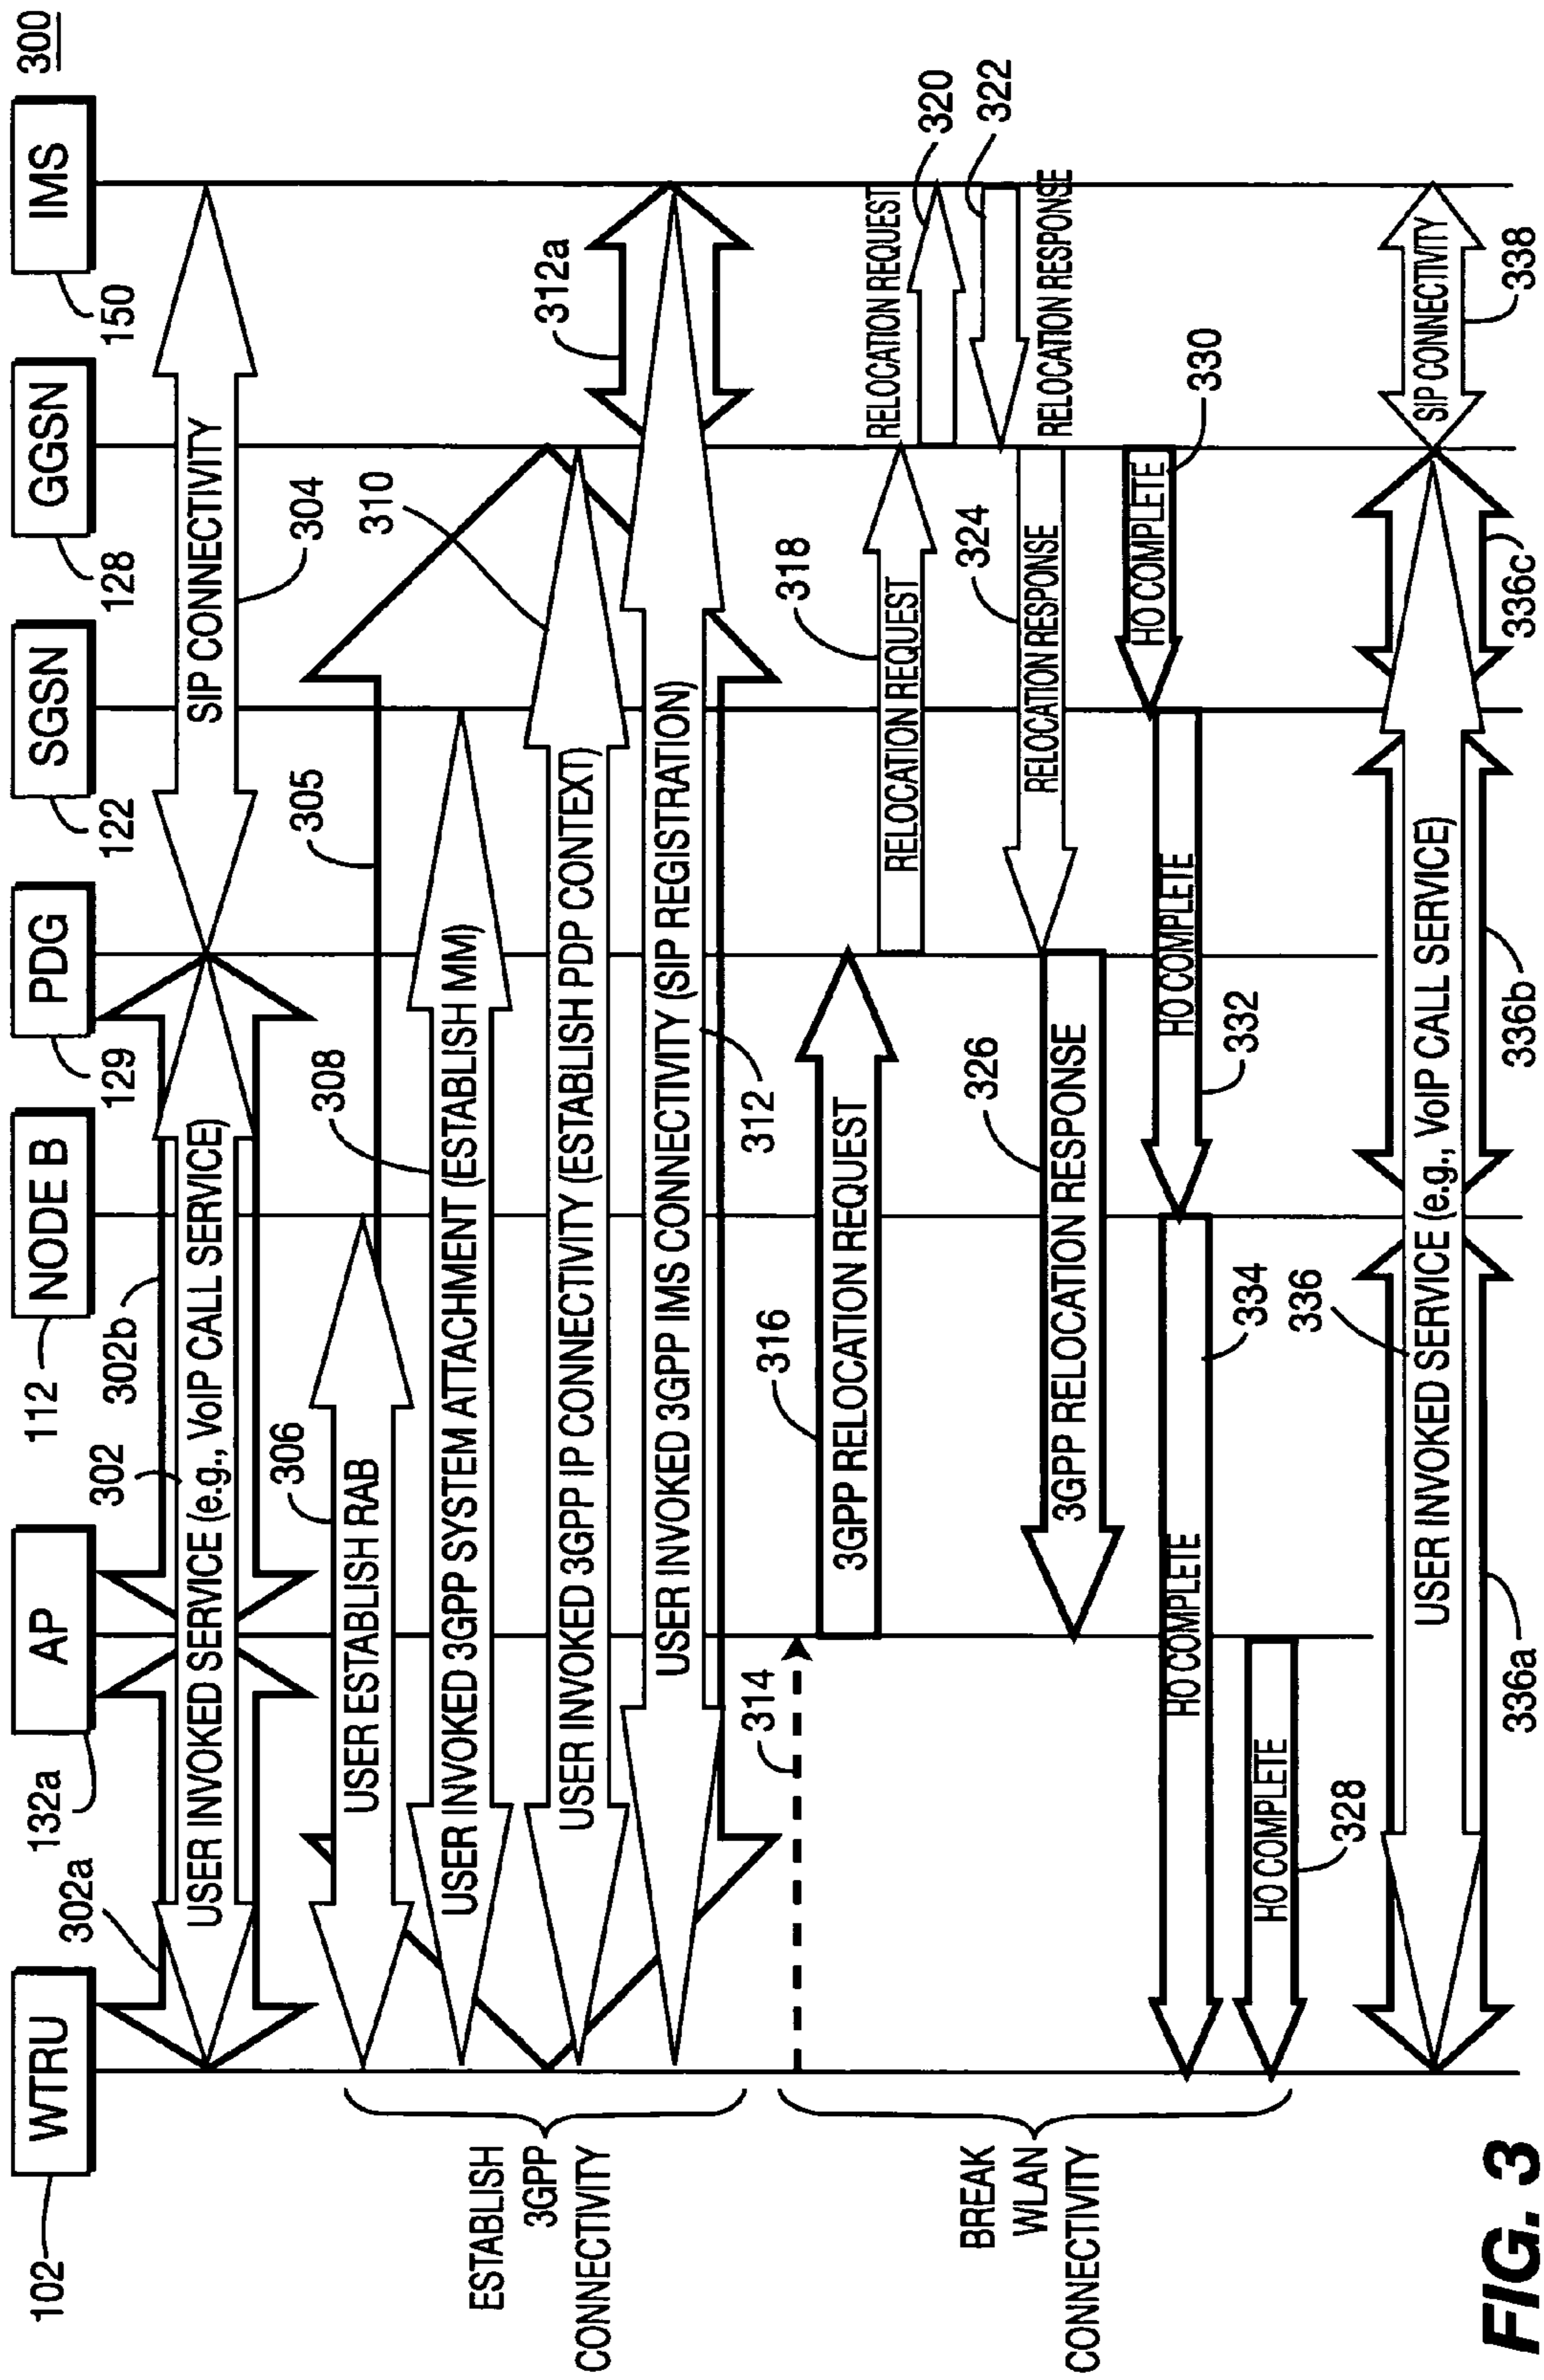 300
WTRU
AP
NODE B
PDG
SGSN
GGSN
IMS
102
132a
112
129
122
128
150
302a
302
302b
USER INVOKED SERVICE (e.g., VoIP CALL SERVICE)
SIP CONNECTIVITY
304
305
306
USER ESTABLISH RAB
308
USER INVOKED 3GPP SYSTEM ATTACHMENT (ESTABLISH MM)
310
USER INVOKED 3GPP IP CONNECTIVITY (ESTABLISH PDP CONTEXT)
312a
USER INVOKED 3GPP IMS CONNECTIVITY (SIP REGISTRATION)
312
ESTABLISH
3GPP
CONNECTIVITY
314
316
3GPP RELOCATION REQUEST
318
RELOCATION REQUEST
RELOCATION REQUEST
320
322
RELOCATION RESPONSE
324
RELOCATION RESPONSE
326
3GPP RELOCATION RESPONSE
330
HO COMPLETE
HO COMPLETE
332
HO COMPLETE
334
HO COMPLETE
328
BREAK
WLAN
CONNECTIVITY
336
USER INVOKED SERVICE (e.g., VoIP CALL SERVICE)
SIP CONNECTIVITY
336a
336b
336c
338
FIG. 3